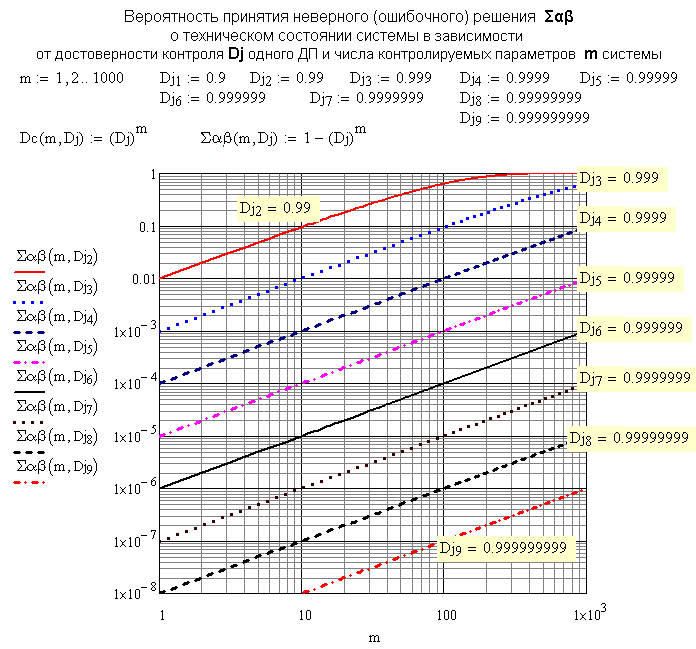 Вероятность принятия неверного (ошибочного) решения Σαβ
о техническом состоянии системы в зависимости
от достоверности контроля Dj одного ДП и числа контролируемых параметров m системы
m := 1, 2 .. 1000 Dj1 := 0.9 Dj2 := 0.99 Dj3 := 0.999 Dj4 := 0.9999 Dj5 := 0.99999
Dj6 := 0.999999 Dj7 := 0.9999999 Dj8 := 0.99999999
Dj9 := 0.999999999
Dc(m, Dj) := (Dj)^m Σαβ(m, Dj) := 1 − (Dj)^m
1
0.1
0.01
1×10^-3
1×10^-4
1×10^-5
1×10^-6
1×10^-7
1×10^-8
Σαβ(m, Dj2)
Σαβ(m, Dj3)
Σαβ(m, Dj4)
Σαβ(m, Dj5)
Σαβ(m, Dj6)
Σαβ(m, Dj7)
Σαβ(m, Dj8)
Σαβ(m, Dj9)
Dj2 = 0.99
Dj3 = 0.999
Dj4 = 0.9999
Dj5 = 0.99999
Dj6 = 0.999999
Dj7 = 0.9999999
Dj8 = 0.99999999
Dj9 = 0.999999999
1 10 100 1×10^3
m